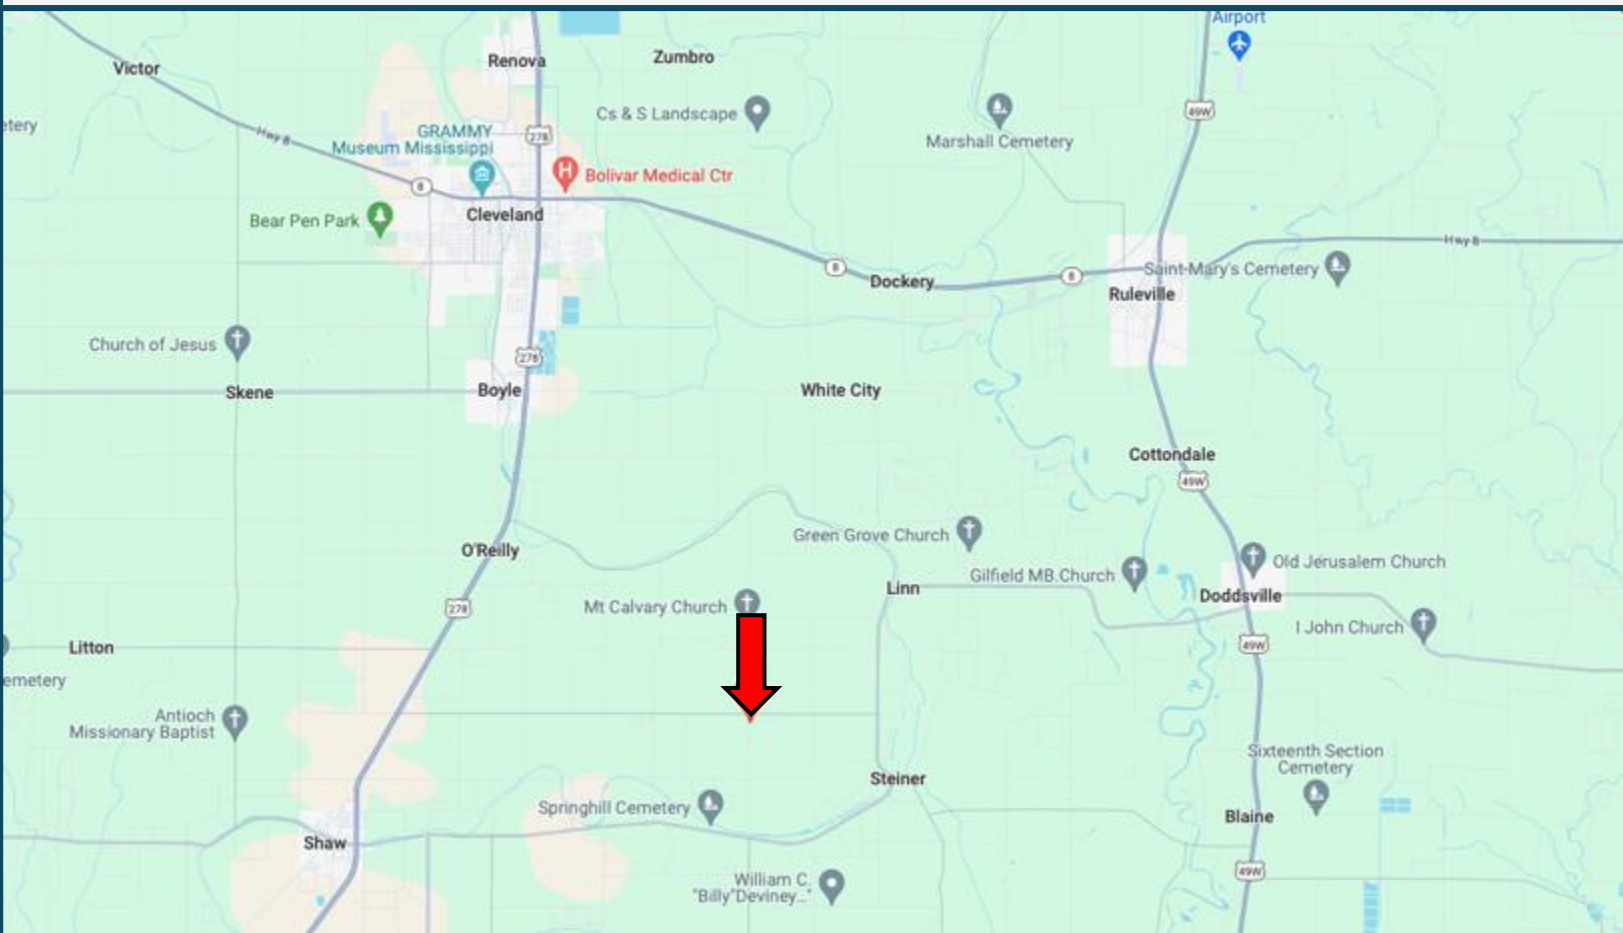 Airport
Renova
Zumbro
Victor
49W
Cs & S Landscape
etery
Hwy 8
GRAMMY
Museum Mississippi
278
Marshall Cemetery
Bolivar Medical Ctr
8
Cleveland
Bear Pen Park
Hwy 8
8
Dockery
8
Saint Mary's Cemetery
Ruleville
Church of Jesus
278
Skene
Boyle
White City
Cottondale
49W
Green Grove Church
O'Reilly
Old Jerusalem Church
Gilfield MB Church
Linn
Doddsville
278
Mt Calvary Church
I John Church
Litton
49W
emetery
Antioch
Missionary Baptist
Sixteenth Section
Cemetery
Steiner
Springhill Cemetery
Blaine
Shaw
49W
William C.
"Billy"Deviney..."